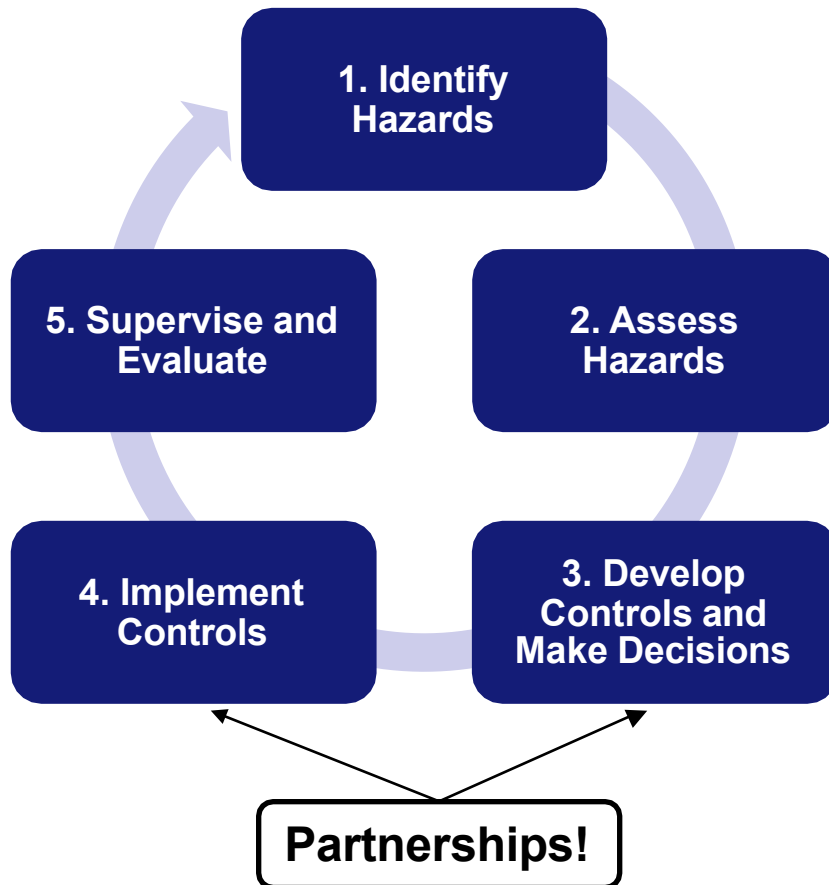 1. Identify
Hazards
2. Assess
Hazards
3. Develop
Controls and
Make Decisions
4. Implement
Controls
5. Supervise and
Evaluate
Partnerships!